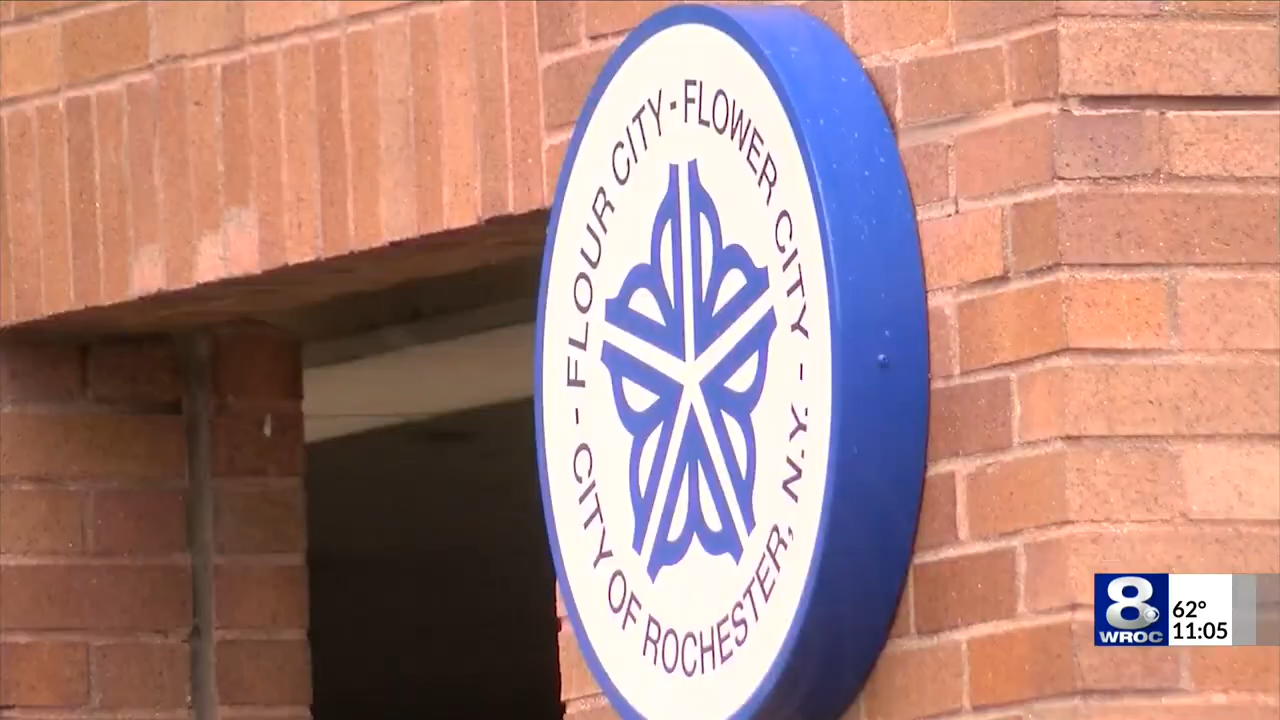 - FLOUR CITY - FLOWER CITY -
CITY OF ROCHESTER, N.Y.
8
WROC
62°
11:05